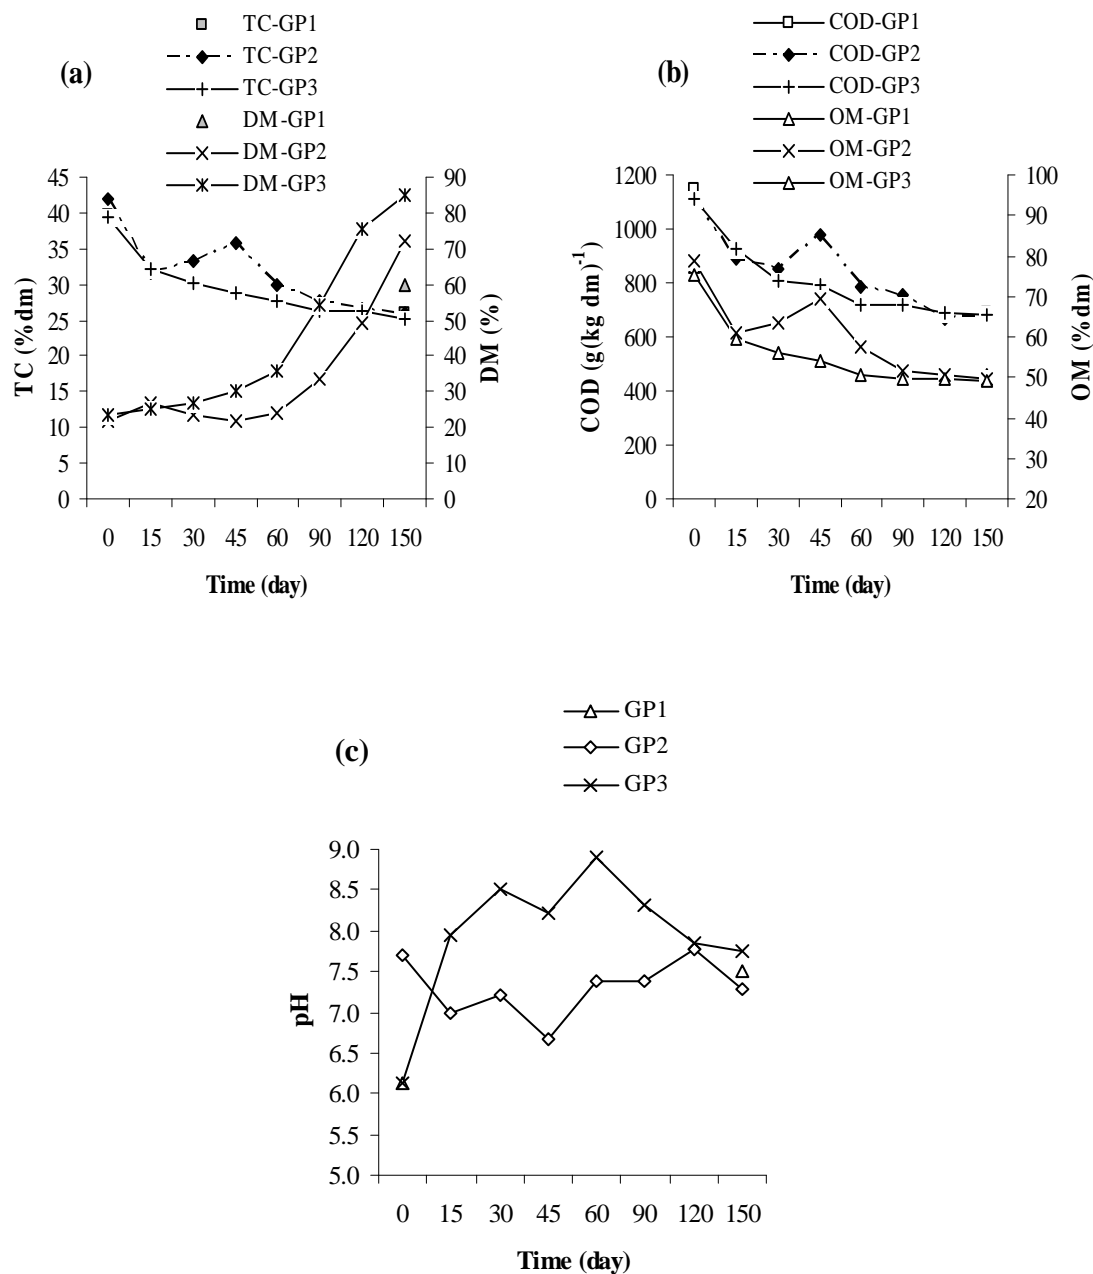 (a)
TC-GP1
TC-GP2
TC-GP3
DM-GP1
DM-GP2
DM-GP3
TC (%dm)
45
40
35
30
25
20
15
10
5
0
DM (%)
90
80
70
60
50
40
30
20
10
0
0 15 30 45 60 90 120 150
Time (day)
(b)
COD-GP1
COD-GP2
COD-GP3
OM-GP1
OM-GP2
OM-GP3
COD (g(kg dm)-1
1200
1000
800
600
400
200
0
OM (%dm)
100
90
80
70
60
50
40
30
20
0 15 30 45 60 90 120 150
Time (day)
(c)
GP1
GP2
GP3
pH
9.0
8.5
8.0
7.5
7.0
6.5
6.0
5.5
5.0
0 15 30 45 60 90 120 150
Time (day)